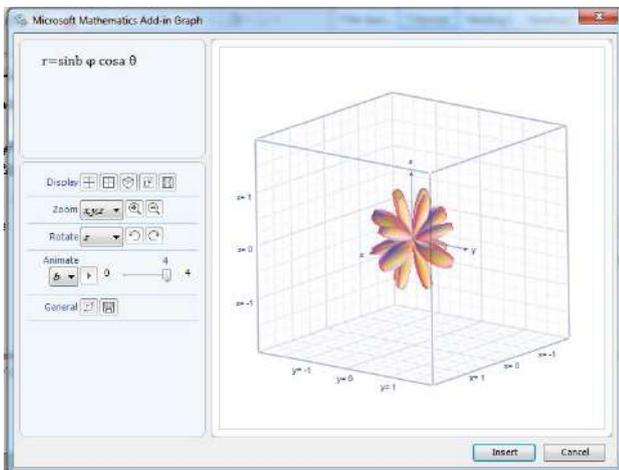 Microsoft Mathematics Add-in Graph
r=sinb φ cosa θ
Display
Zoom xyz
Rotate z
Animate 4
b 0 4
General
z
z= 1
z= 0
x y
z= -1
y= -1 y= 0 y= 1
x= 1 x= 0 x= -1
Insert Cancel